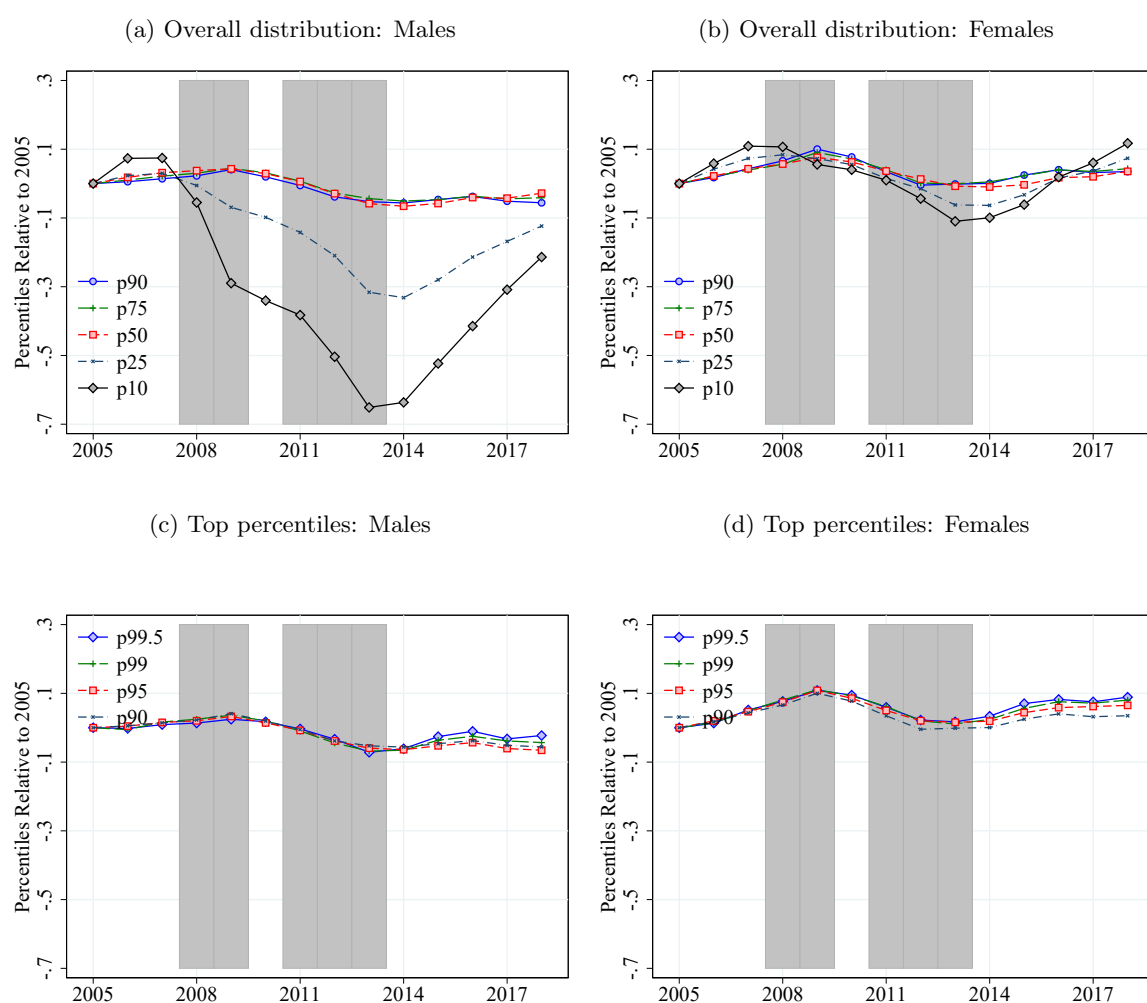 (a) Overall distribution: Males
Percentiles Relative to 2005
.3
.1
-.1
-.3
-.5
-.7
p90
p75
p50
p25
p10
2005 2008 2011 2014 2017
(b) Overall distribution: Females
Percentiles Relative to 2005
.3
.1
-.1
-.3
-.5
-.7
p90
p75
p50
p25
p10
2005 2008 2011 2014 2017
(c) Top percentiles: Males
Percentiles Relative to 2005
.3
.1
-.1
-.3
-.5
-.7
p99.5
p99
p95
p90
2005 2008 2011 2014 2017
(d) Top percentiles: Females
Percentiles Relative to 2005
.3
.1
-.1
-.3
-.5
-.7
p99.5
p99
p95
p90
2005 2008 2011 2014 2017